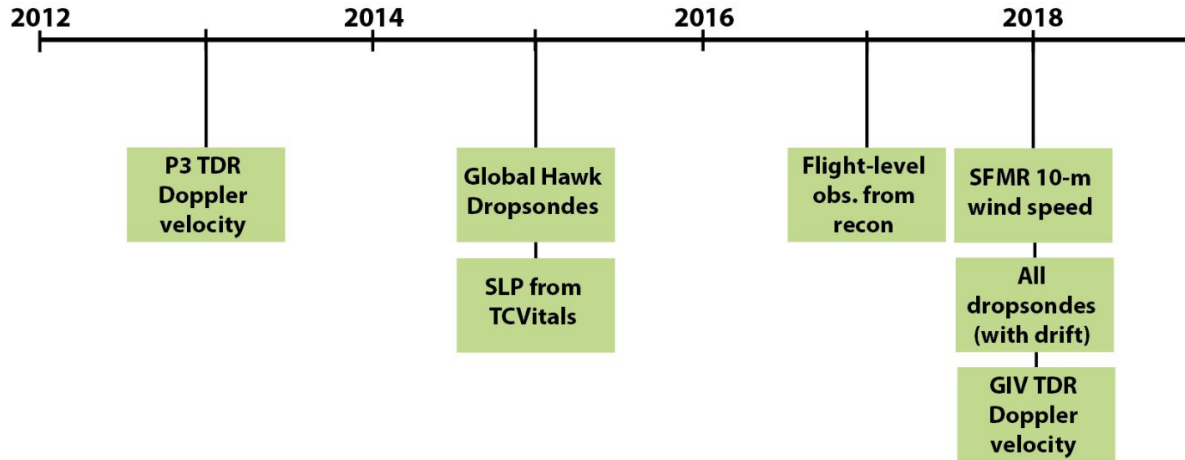 2012 2014 2016 2018
P3 TDR
Doppler
velocity
Global Hawk
Dropsondes
SLP from
TCVitals
Flight-level
obs. from
recon
SFMR 10-m
wind speed
All
dropsondes
(with drift)
GIV TDR
Doppler
velocity